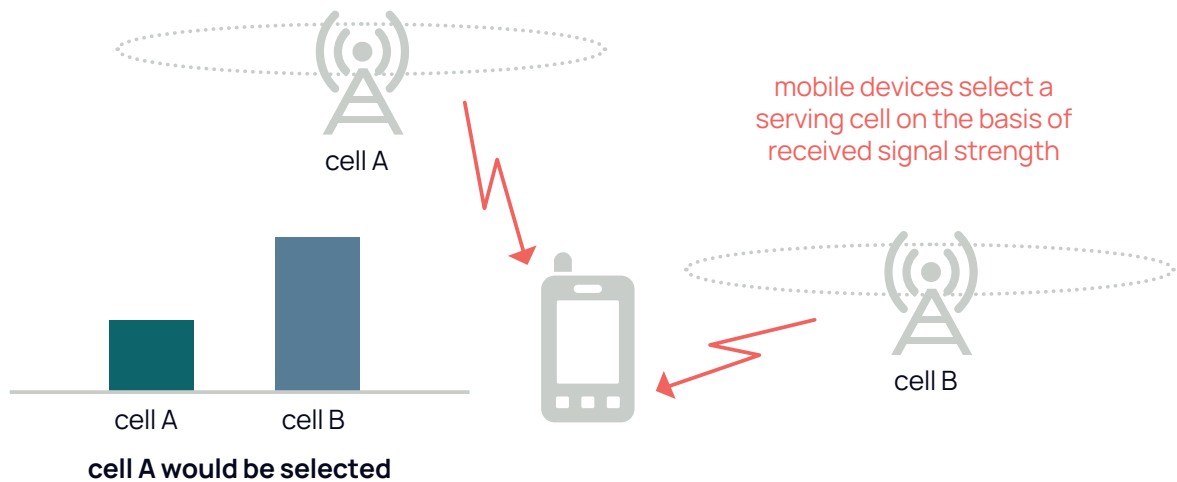 cell A
mobile devices select a
serving cell on the basis of
received signal strength
cell B
cell A
cell B
cell A would be selected